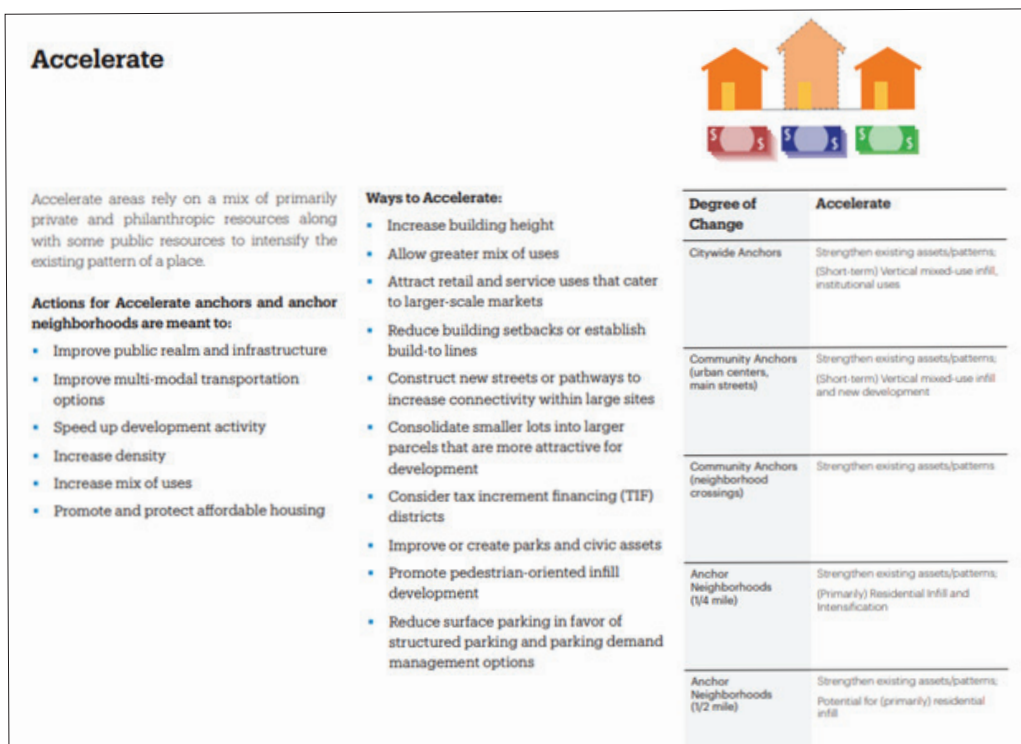 Accelerate
$ $ $ $ $ $
Accelerate areas rely on a mix of primarily
private and philanthropic resources along
with some public resources to intensify the
existing pattern of a place.
Actions for Accelerate anchors and anchor
neighborhoods are meant to:
• Improve public realm and infrastructure
• Improve multi-modal transportation
options
• Speed up development activity
• Increase density
• Increase mix of uses
• Promote and protect affordable housing
Ways to Accelerate:
• Increase building height
• Allow greater mix of uses
• Attract retail and service uses that cater
to larger-scale markets
• Reduce building setbacks or establish
build-to lines
• Construct new streets or pathways to
increase connectivity within large sites
• Consolidate smaller lots into larger
parcels that are more attractive for
development
• Consider tax increment financing (TIF)
districts
• Improve or create parks and civic assets
• Promote pedestrian-oriented infill
development
• Reduce surface parking in favor of
structured parking and parking demand
management options
Degree of
Change
Accelerate
Citywide Anchors
Strengthen existing assets/patterns;
(Short-term) Vertical mixed-use infill,
institutional uses
Community Anchors
(urban centers,
main streets)
Strengthen existing assets/patterns;
(Short-term) Vertical mixed-use infill
and new development
Community Anchors
(neighborhood
crossings)
Strengthen existing assets/patterns
Anchor
Neighborhoods
(1/4 mile)
Strengthen existing assets/patterns;
(Primarily) Residential Infill and
Intensification
Anchor
Neighborhoods
(1/2 mile)
Strengthen existing assets/patterns;
Potential for (primarily) residential
infill